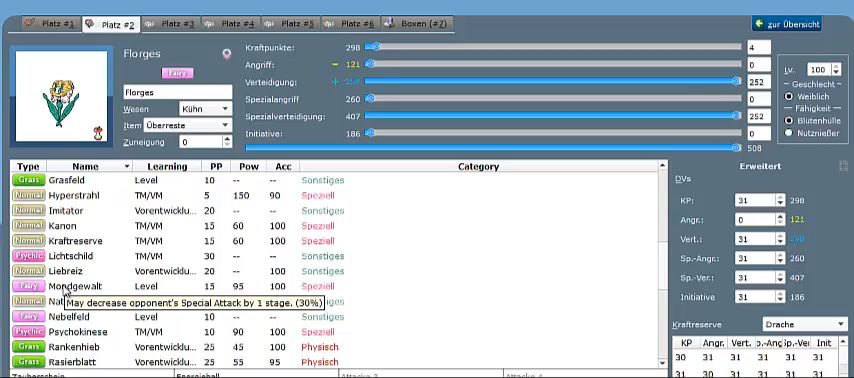 Platz #1 Platz #2 Platz #3 Platz #4 Platz #5 Platz #6 Boxen (#7) zur Übersicht
Florges
Fairy
Florges
Wesen Kühn
Item Überreste
Zuneigung 0
Kraftpunkte: 298 4
Angriff: − 121 0
Verteidigung: + 252
Spezialangriff 260 0
Spezialverteidigung: 407 252
Initiative: 186 0
508
Lv. 100
Geschlecht
Weiblich
Fähigkeit
Blütenhülle
Nutznießer
Type Name Learning PP Pow Acc Category
Grass Grasfeld Level 10 -- -- Sonstiges
Normal Hyperstrahl TM/VM 5 150 90 Speziell
Normal Imitator Vorentwicklu... 20 -- -- Sonstiges
Normal Kanon TM/VM 15 60 100 Speziell
Normal Kraftreserve TM/VM 15 60 100 Speziell
Psychic Lichtschild TM/VM 30 -- -- Sonstiges
Normal Liebreiz Vorentwicklu... 20 -- 100 Sonstiges
Fairy Mondgewalt Level 15 95 100 Speziell
Normal
May decrease opponent's Special Attack by 1 stage. (30%)
Fairy Nebelfeld Level 10 -- -- Sonstiges
Psychic Psychokinese TM/VM 10 90 100 Speziell
Grass Rankenhieb Vorentwicklu... 25 45 100 Physisch
Grass Rasierblatt Vorentwicklu... 25 55 95 Physisch
Erweitert
DVs
KP: 31 298
Angr.: 0 121
Vert.: 31
Sp.-Angr.: 31 260
Sp.-Ver.: 31 407
Initiative 31 186
Kraftreserve Drache
KP Angr. Vert. Init
30 31 31 31 31 31
31 30 31 31 31 31